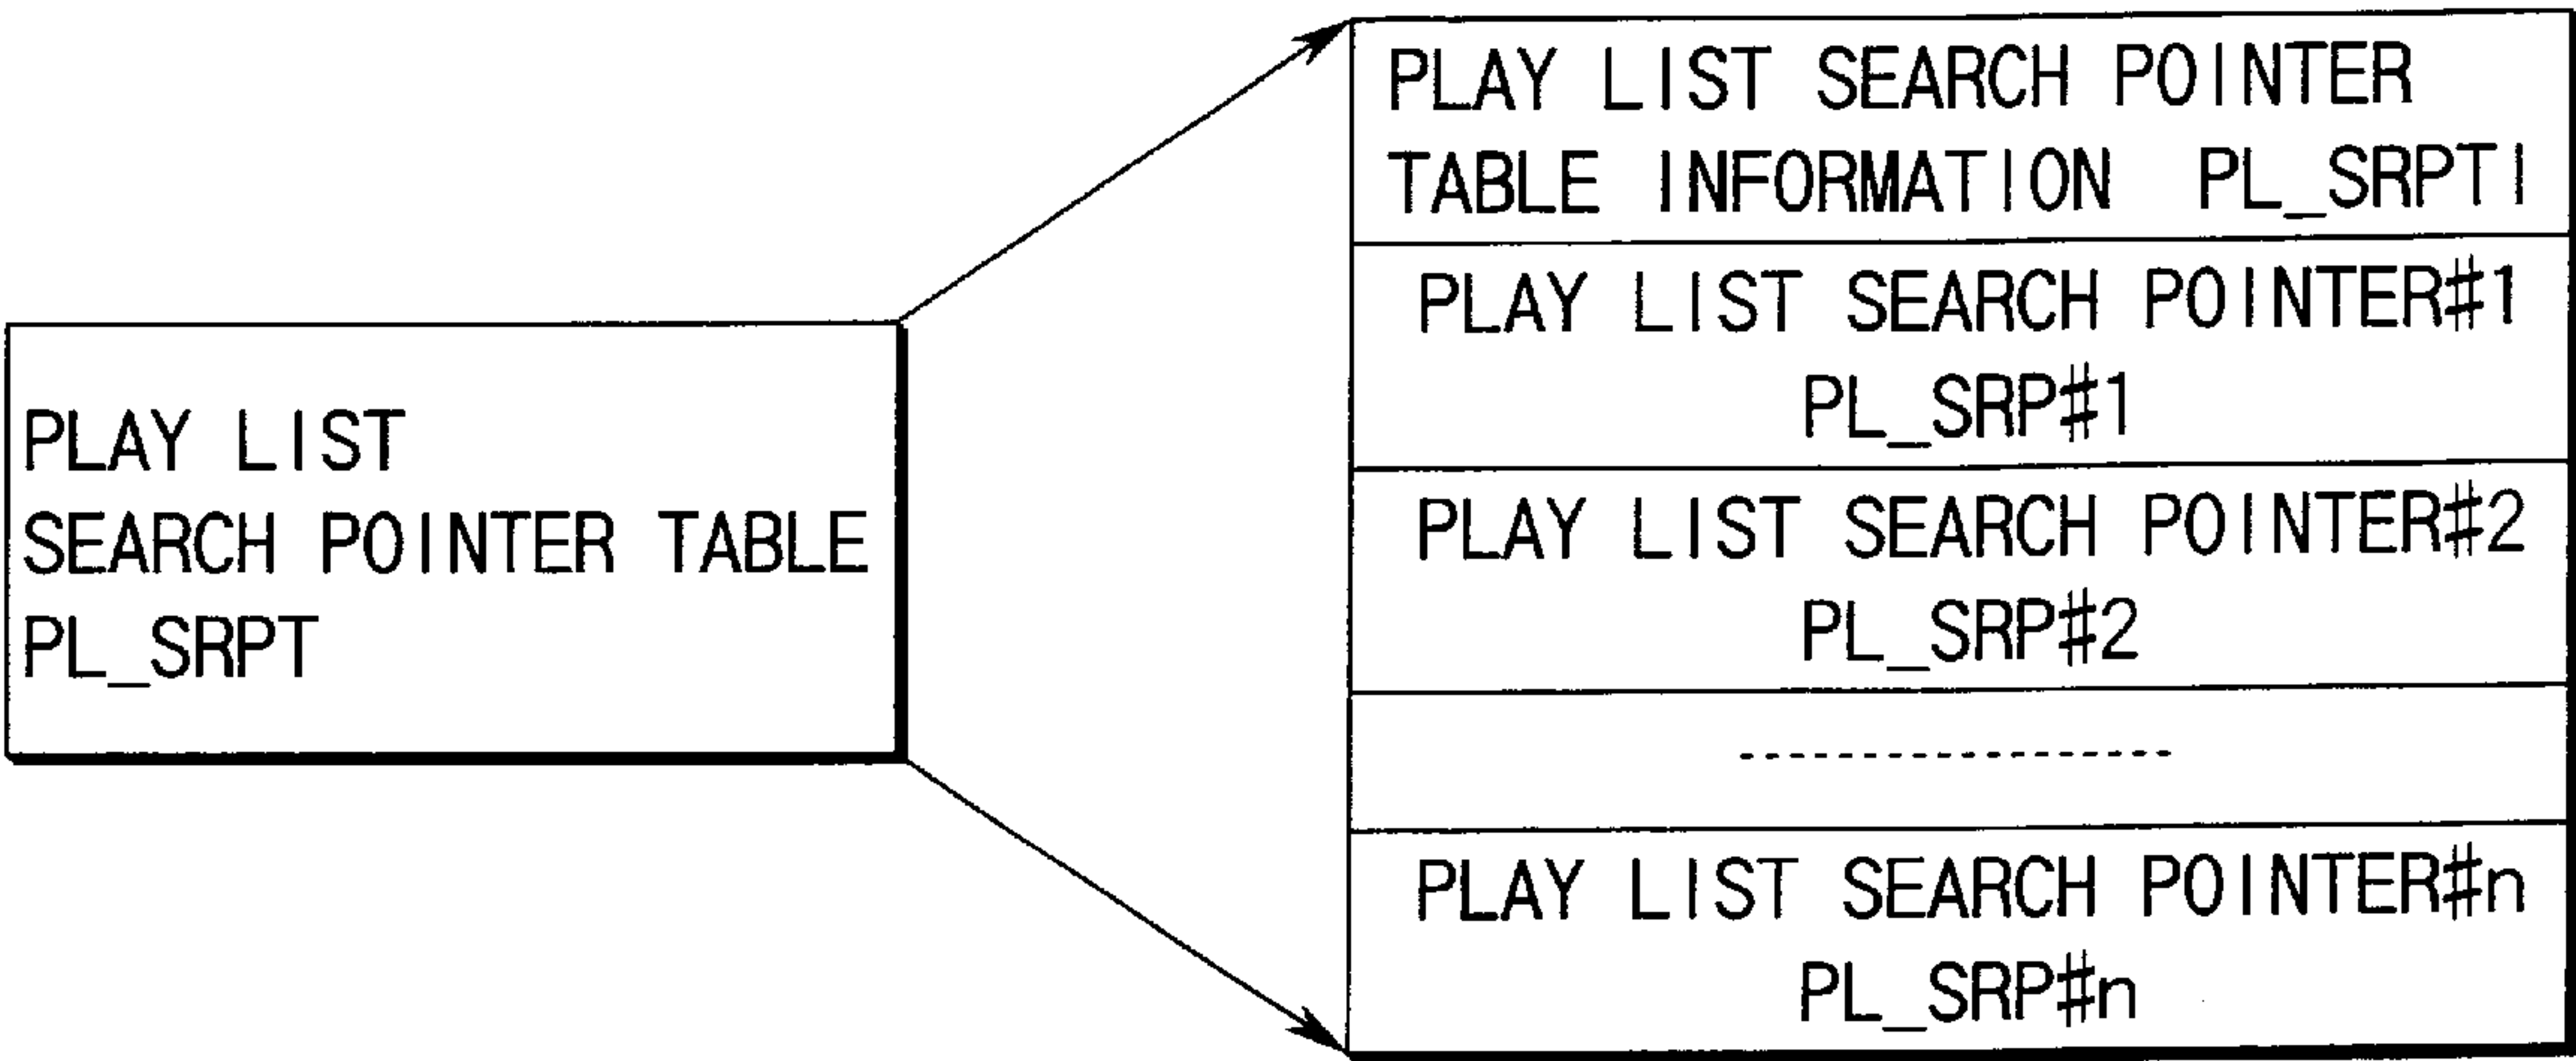 PLAY LIST
SEARCH POINTER TABLE
PL_SRPT
PLAY LIST SEARCH POINTER
TABLE INFORMATION PL_SRPTI
PLAY LIST SEARCH POINTER#1
PL_SRP#1
PLAY LIST SEARCH POINTER#2
PL_SRP#2
PLAY LIST SEARCH POINTER#n
PL_SRP#n